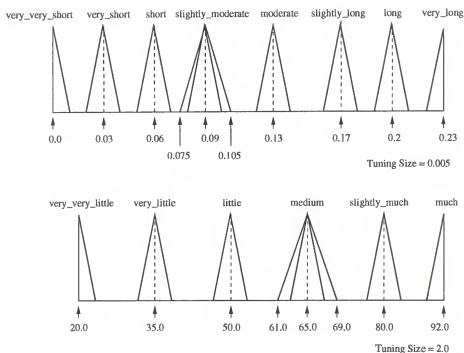 very_very_short very_short short slightly_moderate moderate slightly_long long very_long
0.0 0.03 0.06 0.09 0.13 0.17 0.2 0.23
0.075 0.105
Tuning Size = 0.005
very_very_little very_little little medium slightly_much much
20.0 35.0 50.0 61.0 65.0 69.0 80.0 92.0
Tuning Size = 2.0